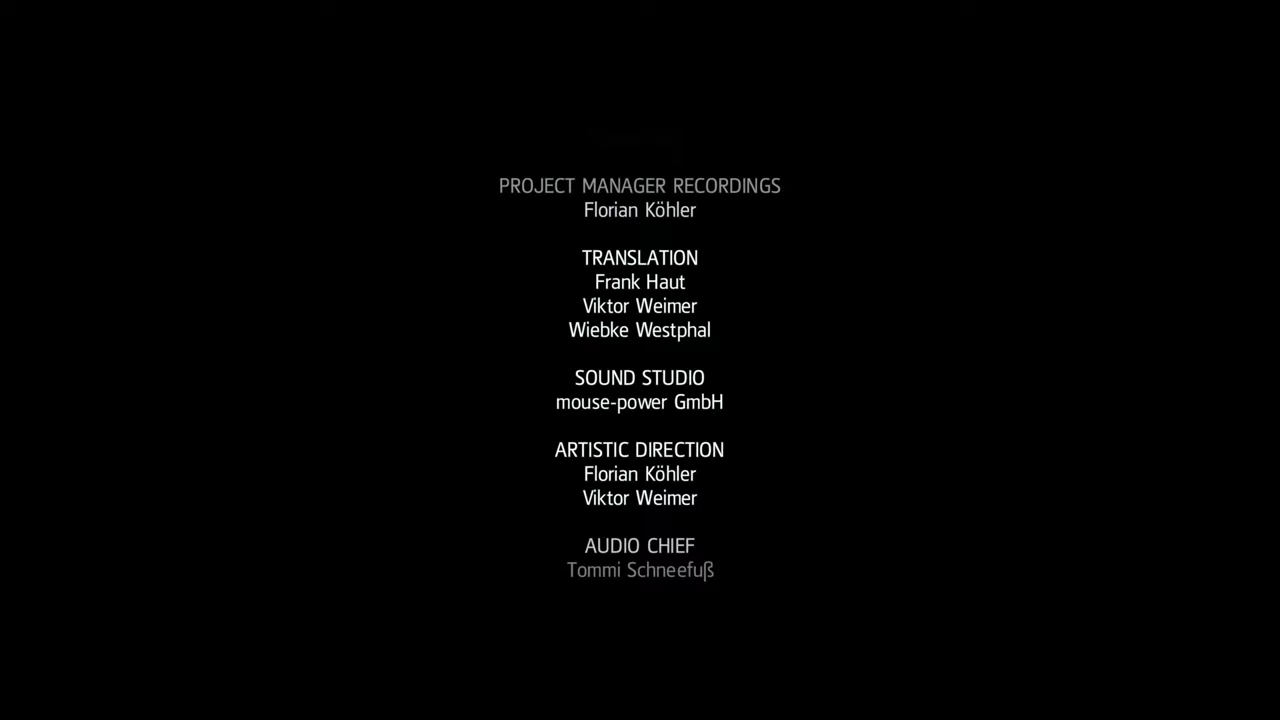 PROJECT MANAGER RECORDINGS
Florian Köhler
TRANSLATION
Frank Haut
Viktor Weimer
Wiebke Westphal
SOUND STUDIO
mouse-power GmbH
ARTISTIC DIRECTION
Florian Köhler
Viktor Weimer
AUDIO CHIEF
Tommi Schneefuß